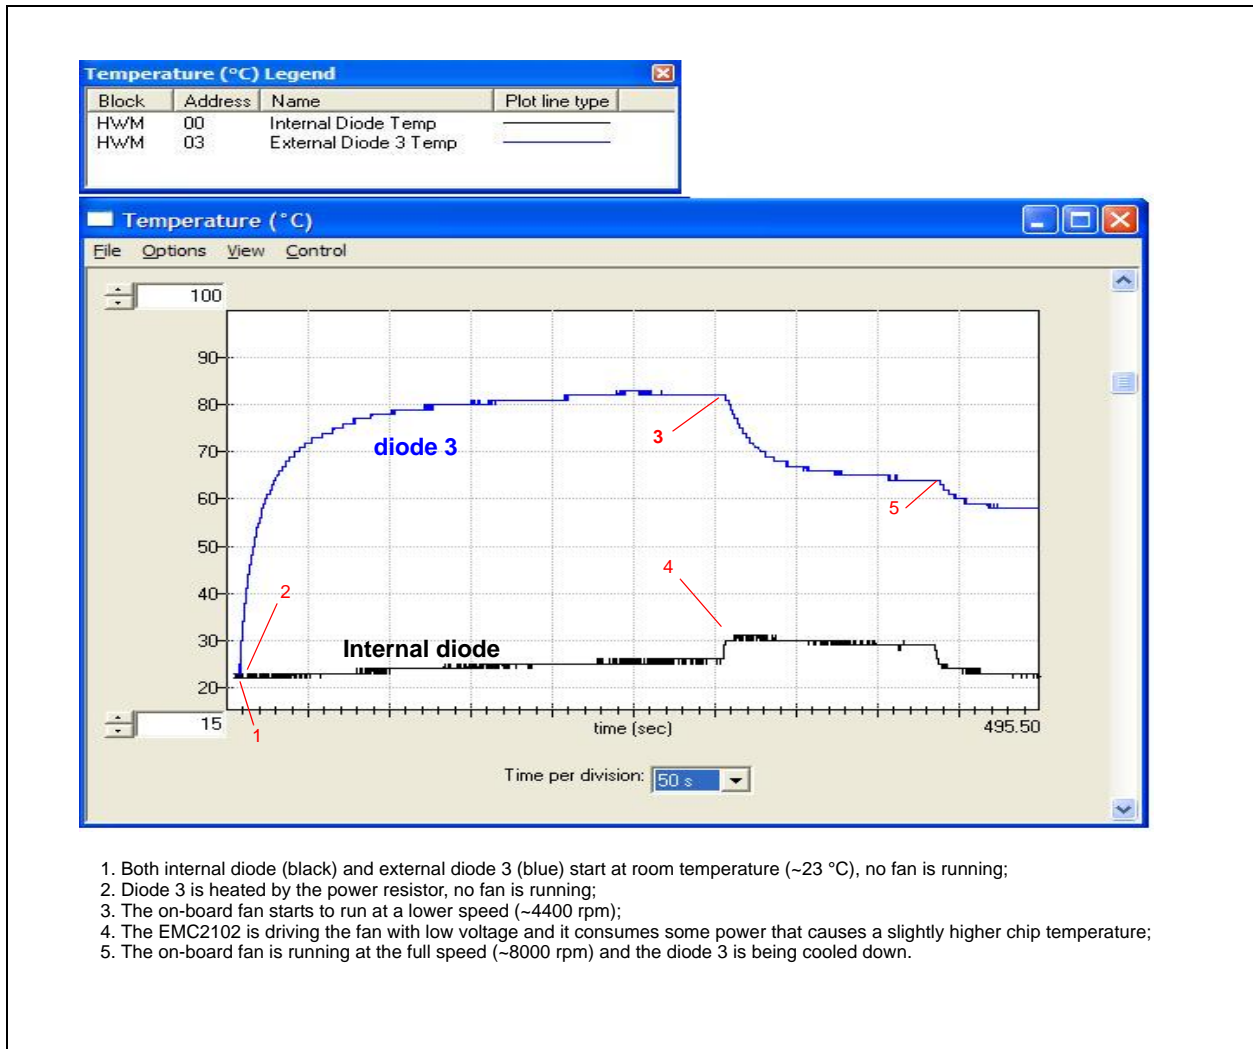 Temperature (°C) Legend
Block Address Name Plot line type
HWM 00 Internal Diode Temp
HWM 03 External Diode 3 Temp
Temperature (°C)
File Options View Control
100
90
80
70
60
50
40
30
20
15
diode 3
3
5
4
2
Internal diode
1
time (sec)
495.50
Time per division: 50 s
1. Both internal diode (black) and external diode 3 (blue) start at room temperature (~23 °C), no fan is running;
2. Diode 3 is heated by the power resistor, no fan is running;
3. The on-board fan starts to run at a lower speed (~4400 rpm);
4. The EMC2102 is driving the fan with low voltage and it consumes some power that causes a slightly higher chip temperature;
5. The on-board fan is running at the full speed (~8000 rpm) and the diode 3 is being cooled down.